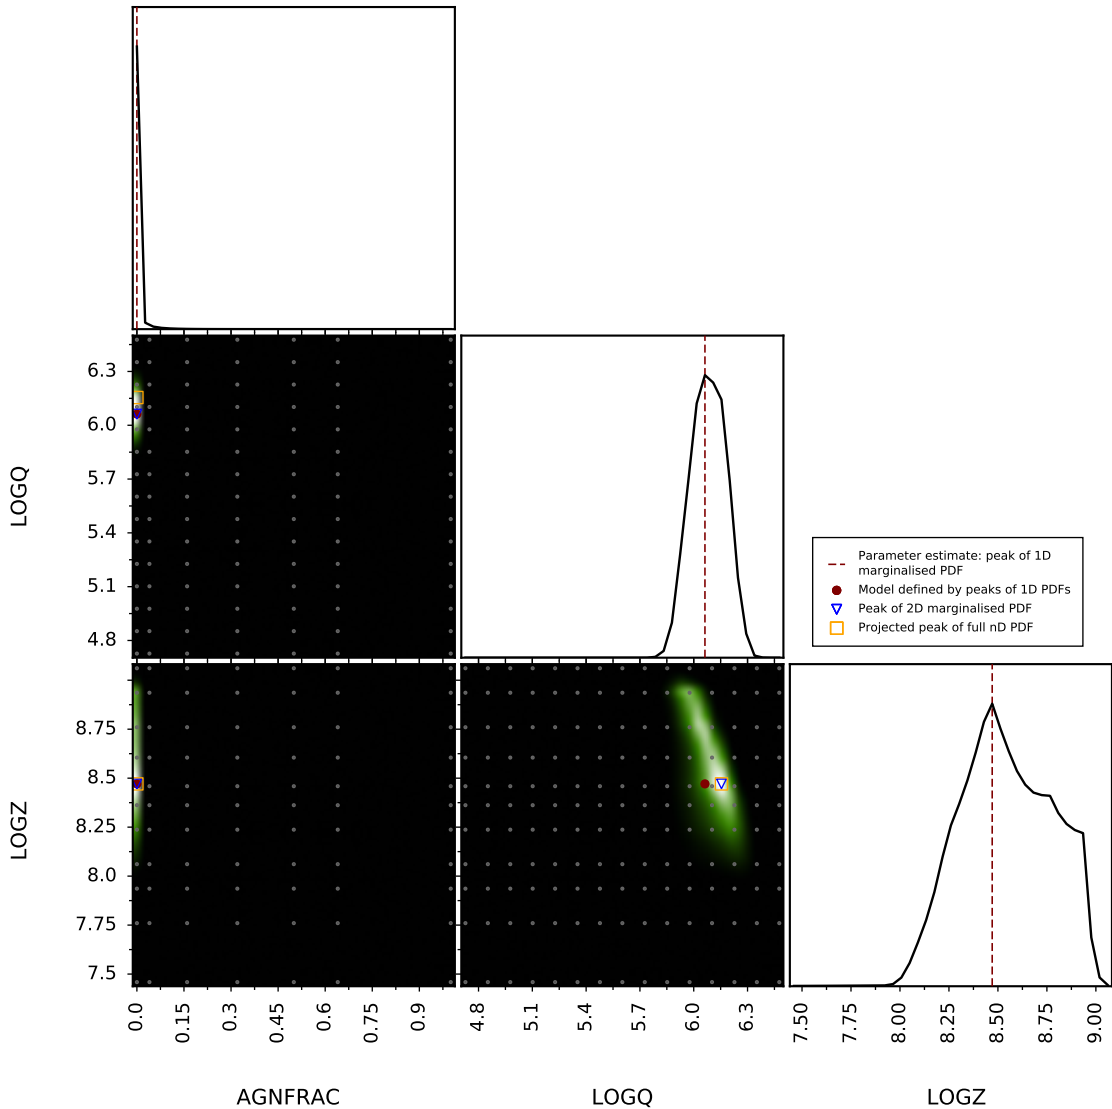 6.3
6.0
5.7
5.4
5.1
4.8
LOGQ
Parameter estimate: peak of 1D
marginalised PDF
Model defined by peaks of 1D PDFs
Peak of 2D marginalised PDF
Projected peak of full nD PDF
8.75
8.5
8.25
8.0
7.75
7.5
LOGZ
0.0 0.15 0.3 0.45 0.6 0.75 0.9
4.8 5.1 5.4 5.7 6.0 6.3
7.50 7.75 8.00 8.25 8.50 8.75 9.00
AGNFRAC LOGQ LOGZ